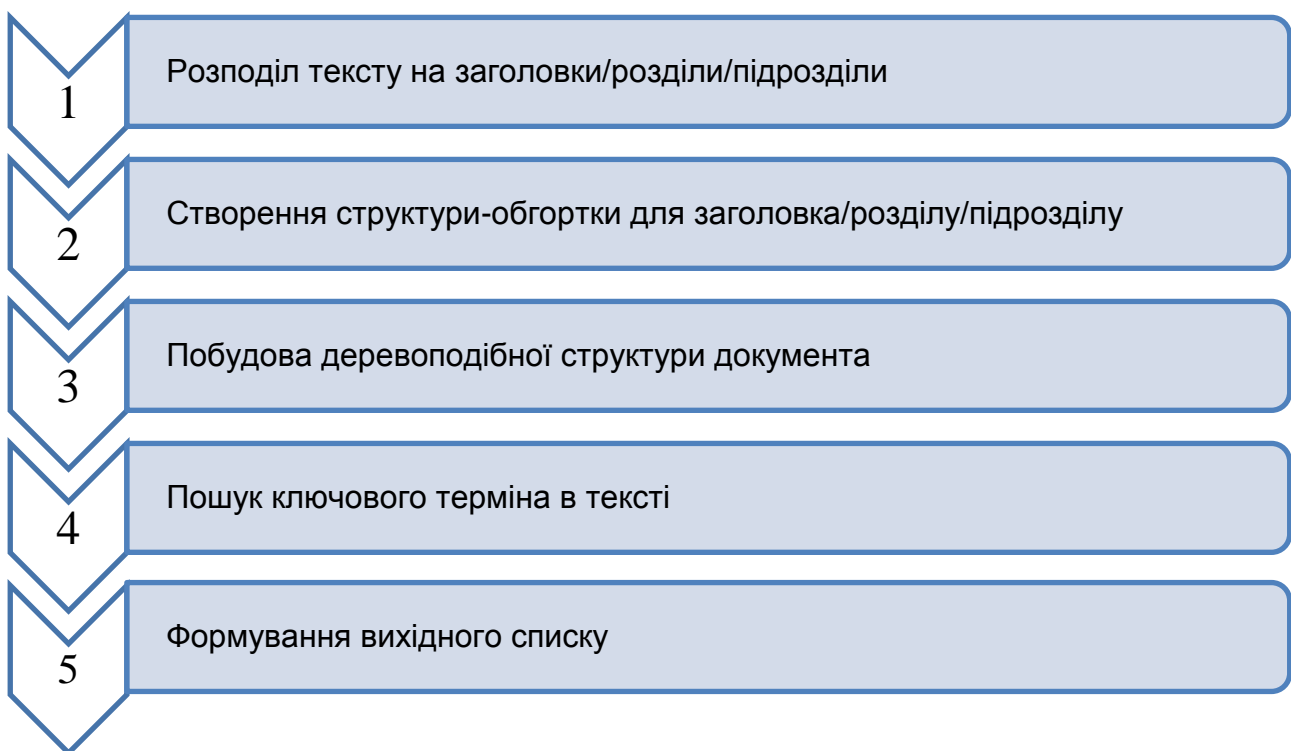 1
Розподіл тексту на заголовки/розділи/підрозділи
2
Створення структури-обгортки для заголовка/розділу/підрозділу
3
Побудова деревоподібної структури документа
4
Пошук ключового терміна в тексті
5
Формування вихідного списку